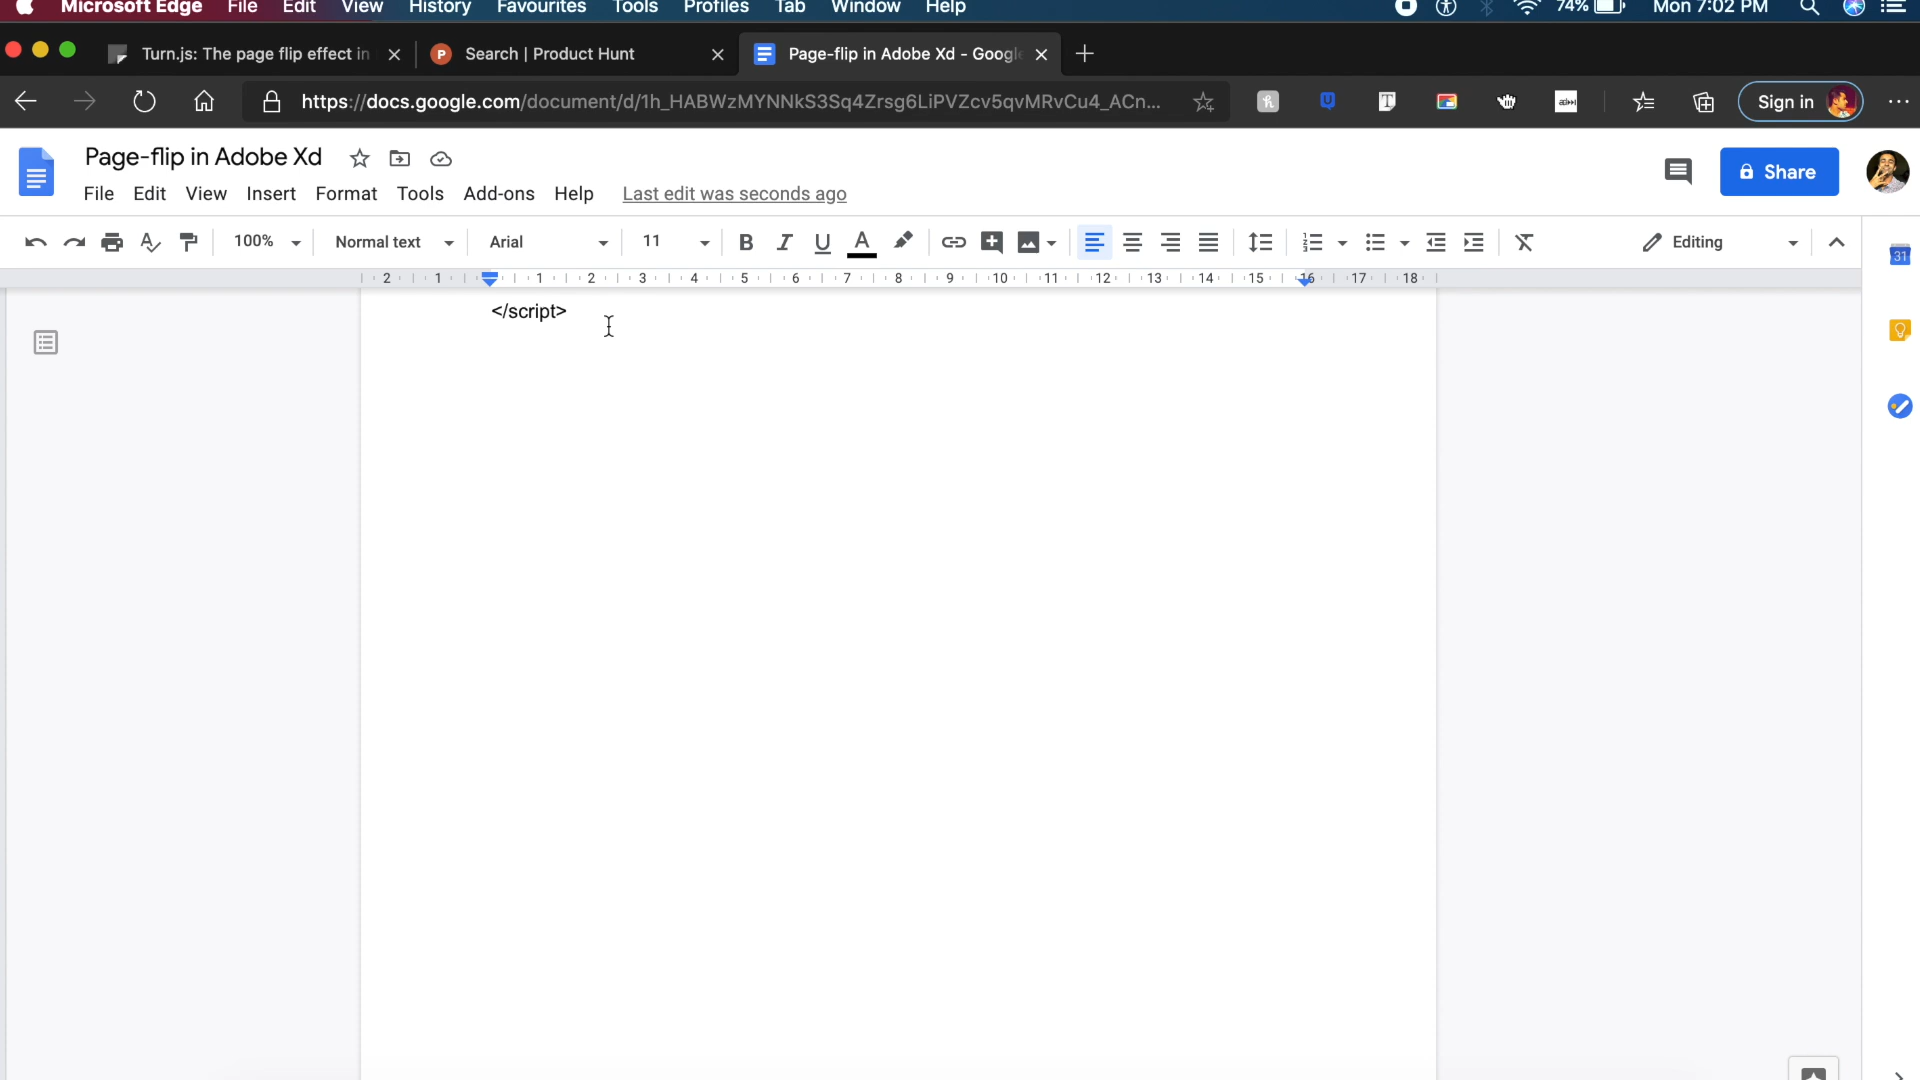 Microsoft Edge File Edit View History Favourites Tools Profiles Tab Window Help 74% Mon 7:02 PM
Turn.js: The page flip effect in
Search | Product Hunt
Page-flip in Adobe Xd - Google
https://docs.google.com/document/d/1h_HABWzMYNNkS3Sq4Zrsg6LiPVZcv5qvMRvCu4_ACn... Sign in
Page-flip in Adobe Xd
Share
File Edit View Insert Format Tools Add-ons Help Last edit was seconds ago
100% Normal text Arial 11 B I U A Editing
2 1 1 2 3 4 5 6 7 8 9 10 11 12 13 14 15 16 17 18
31
</script>